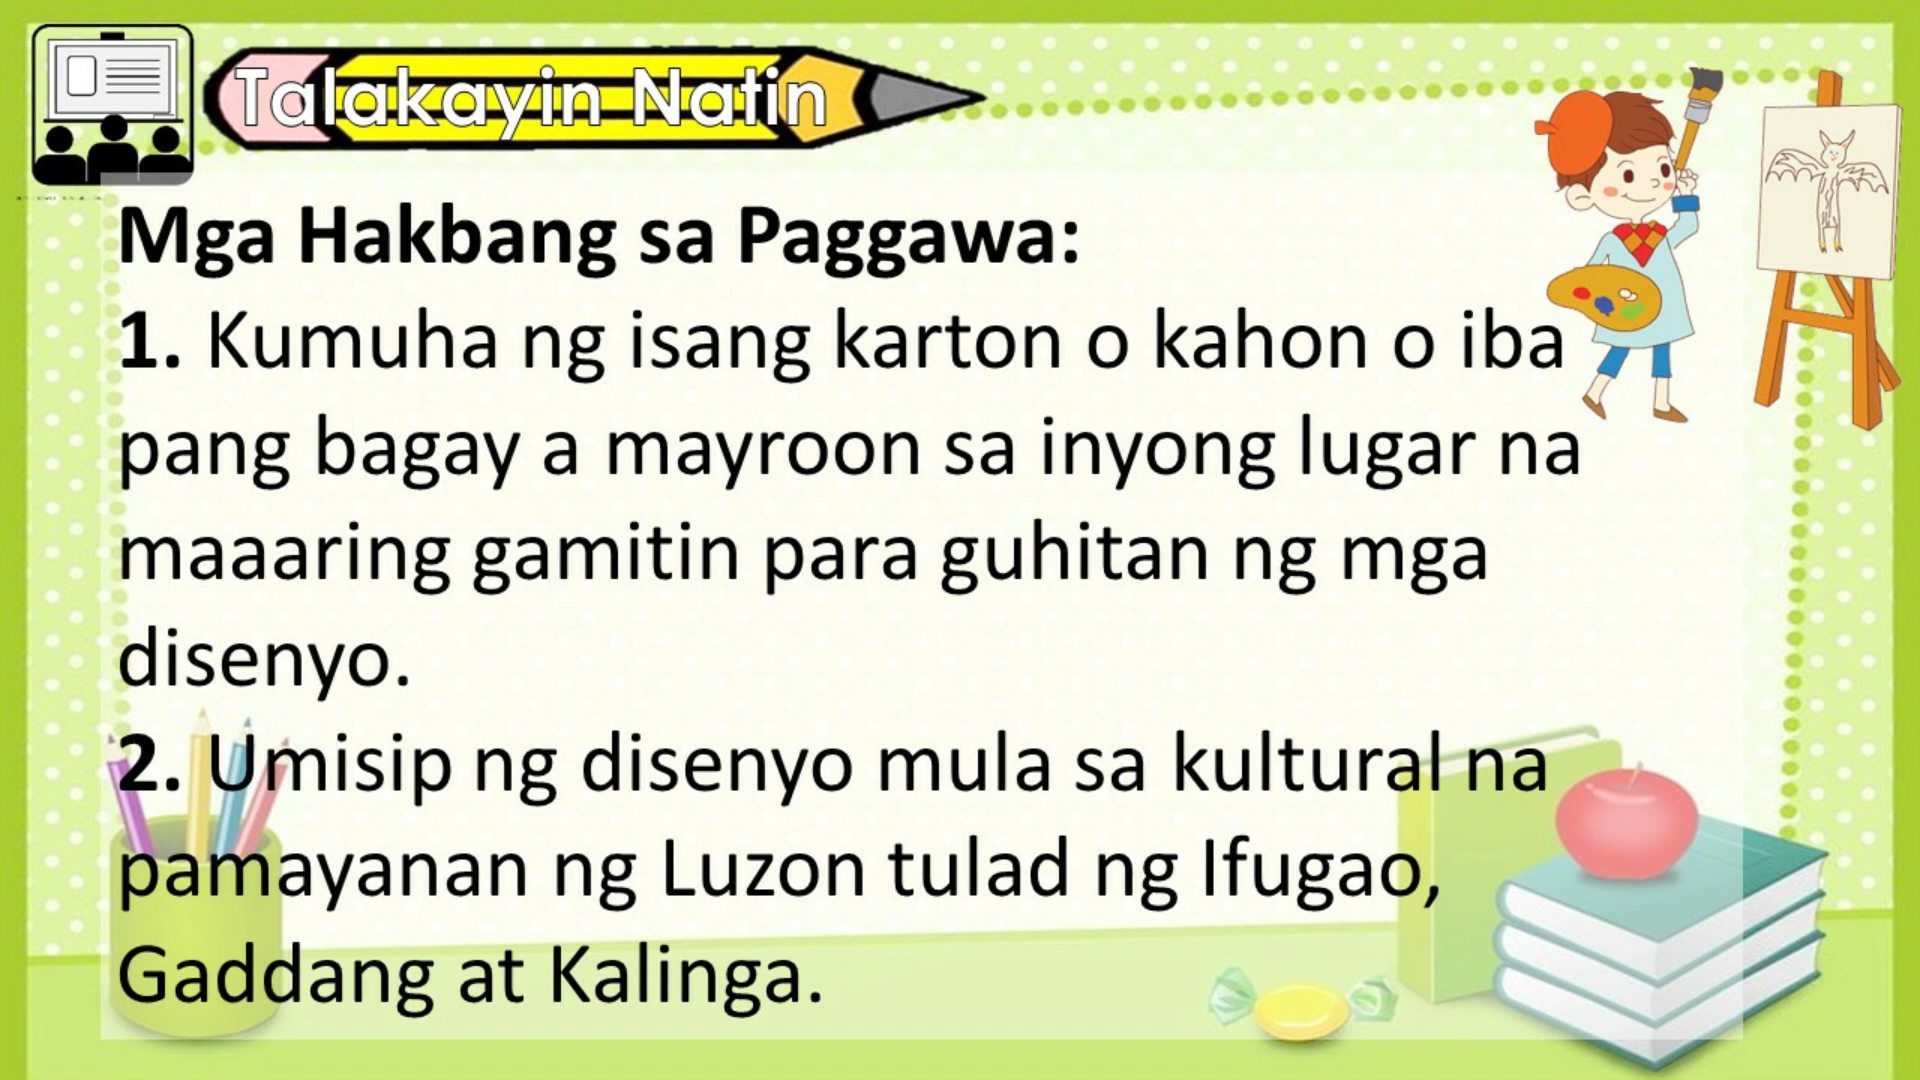 Talakayin Natin
Mga Hakbang sa Paggawa:
1. Kumuha ng isang karton o kahon o iba
pang bagay a mayroon sa inyong lugar na
maaaring gamitin para guhitan ng mga
disenyo.
2. Umisip ng disenyo mula sa kultural na
pamayanan ng Luzon tulad ng Ifugao,
Gaddang at Kalinga.